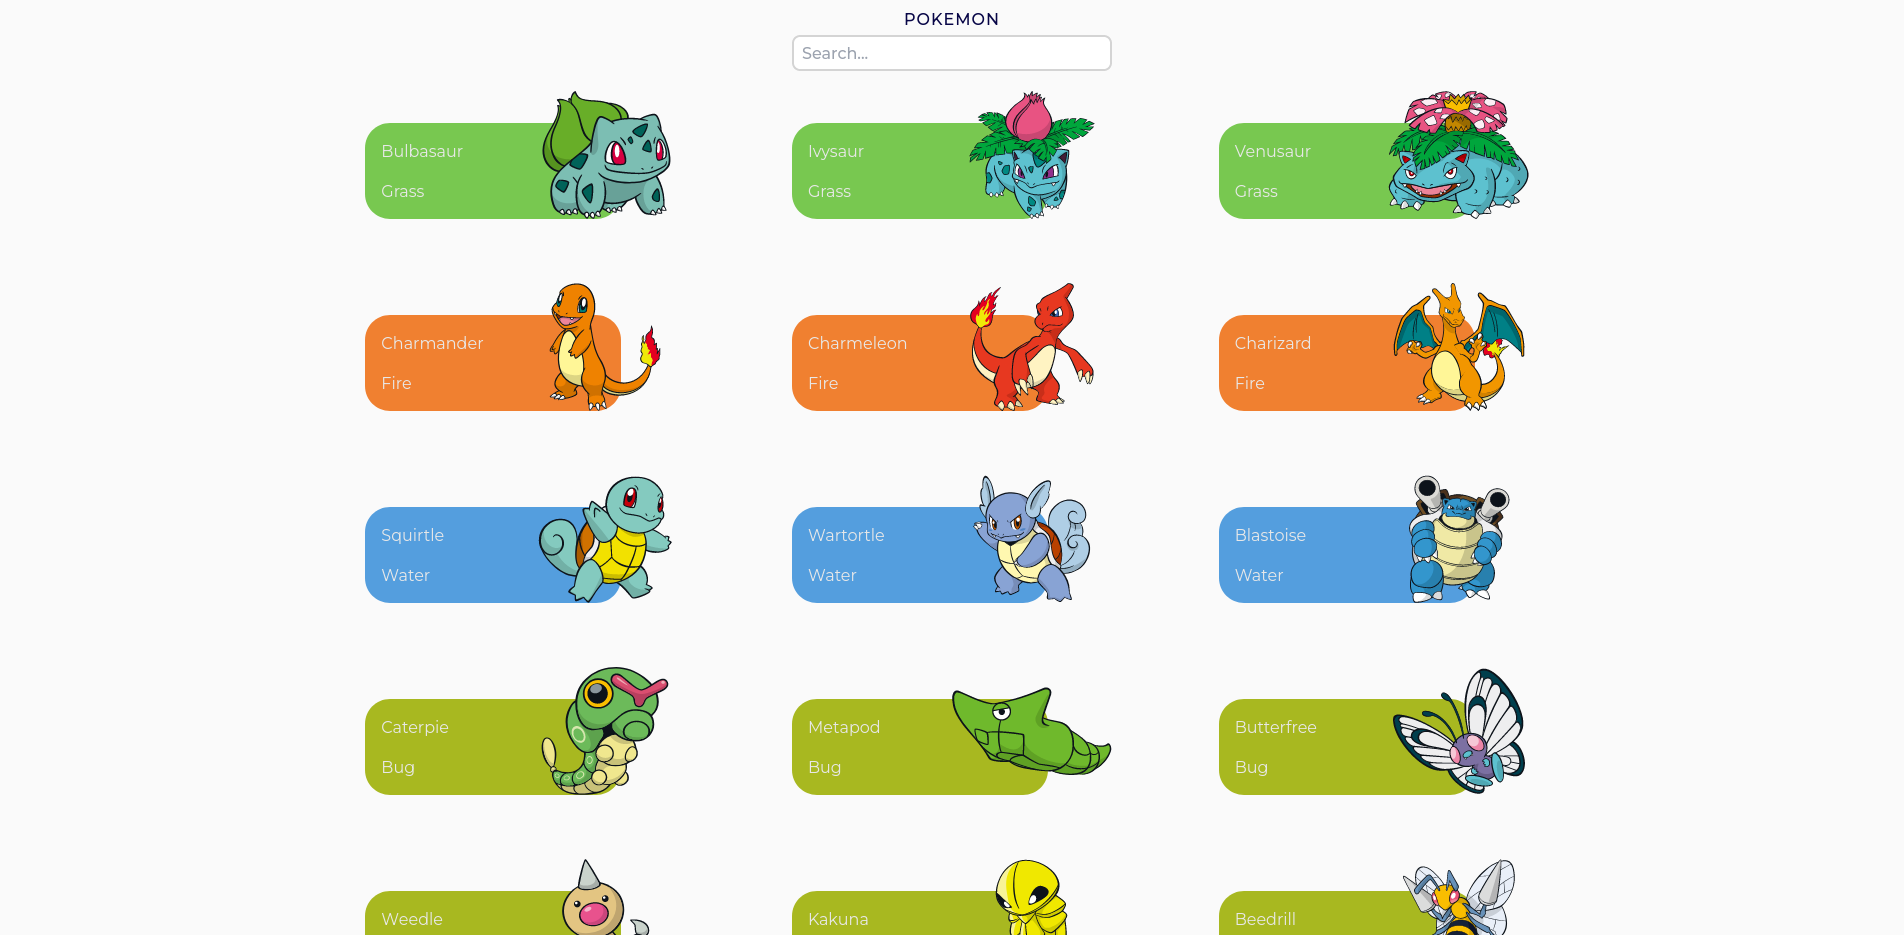 POKEMON
Search...
Bulbasaur
Grass
Ivysaur
Grass
Venusaur
Grass
Charmander
Fire
Charmeleon
Fire
Charizard
Fire
Squirtle
Water
Wartortle
Water
Blastoise
Water
Caterpie
Bug
Metapod
Bug
Butterfree
Bug
Weedle
Kakuna
Beedrill